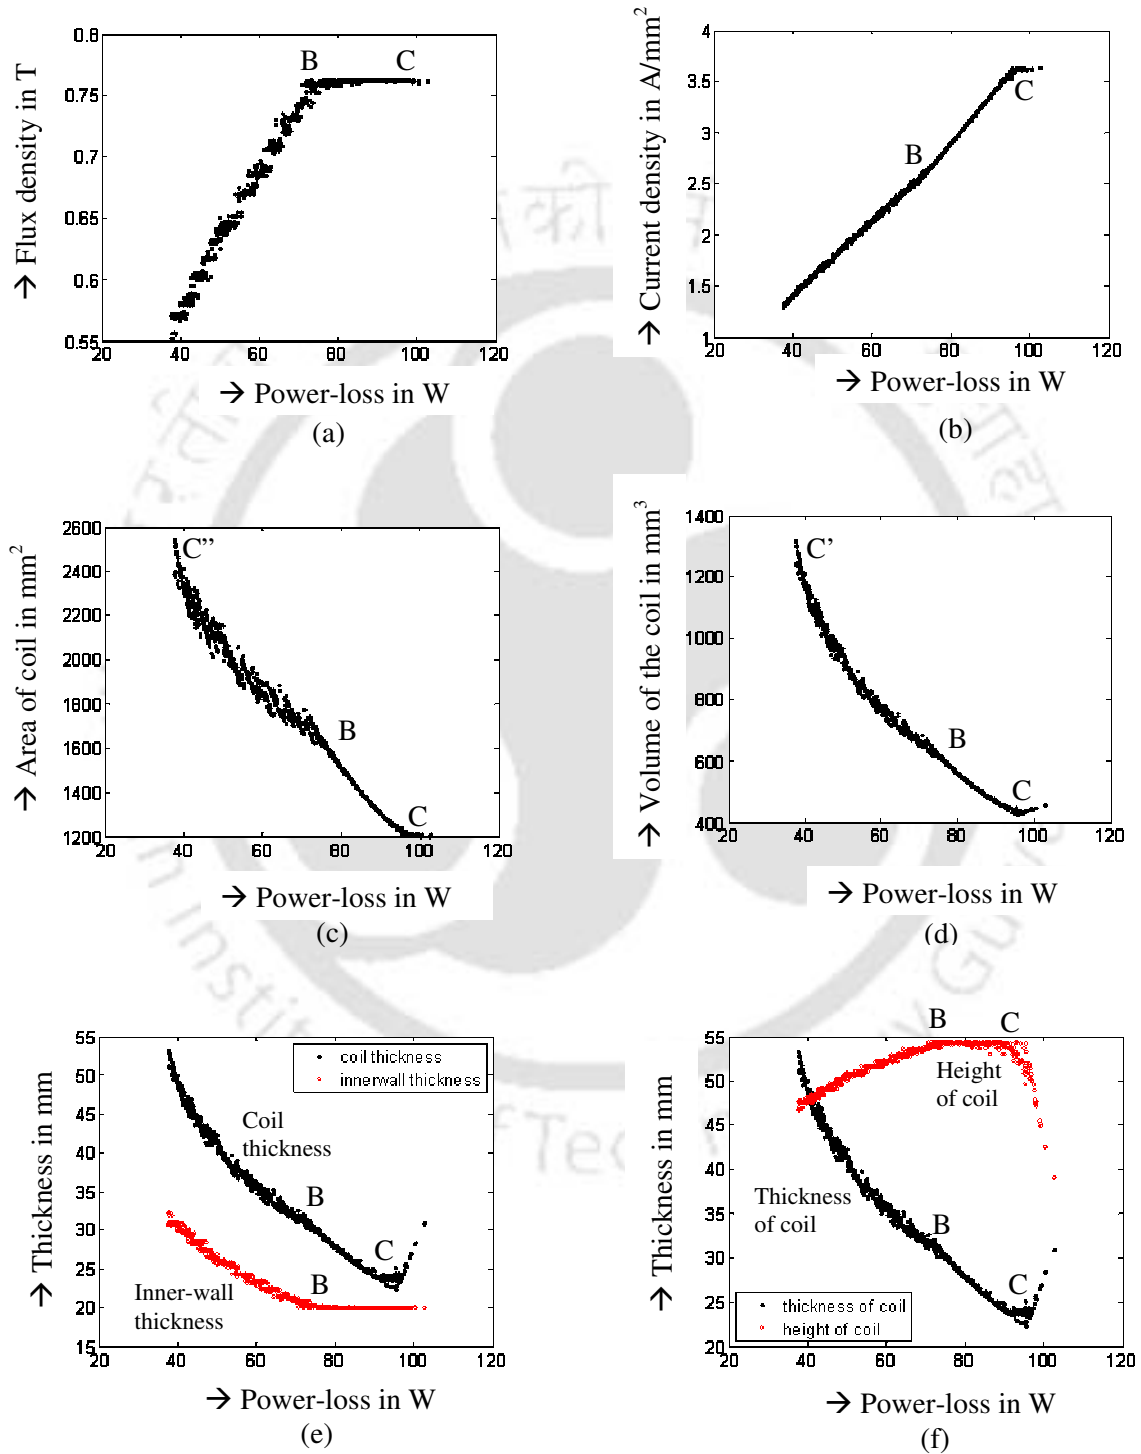 → Flux density in T
0.8
0.75
0.7
0.65
0.6
0.55
B
C
20 40 60 80 100 120
→ Power-loss in W
(a)
→ Current density in A/mm²
4
3.5
3
2.5
2
1.5
1
B
C
20 40 60 80 100 120
→ Power-loss in W
(b)
→ Area of coil in mm²
2600
2400
2200
2000
1800
1600
1400
1200
C”
B
C
20 40 60 80 100 120
→ Power-loss in W
(c)
→ Volume of the coil in mm³
1400
1200
1000
800
600
400
C’
B
C
20 40 60 80 100 120
→ Power-loss in W
(d)
→ Thickness in mm
55
50
45
40
35
30
25
20
15
coil thickness
innerwall thickness
Coil
thickness
B
C
B
Inner-wall
thickness
20 40 60 80 100 120
→ Power-loss in W
(e)
→ Thickness in mm
55
50
45
40
35
30
25
20
B
C
Height
of coil
Thickness
of coil
B
C
thickness of coil
height of coil
20 40 60 80 100 120
→ Power-loss in W
(f)